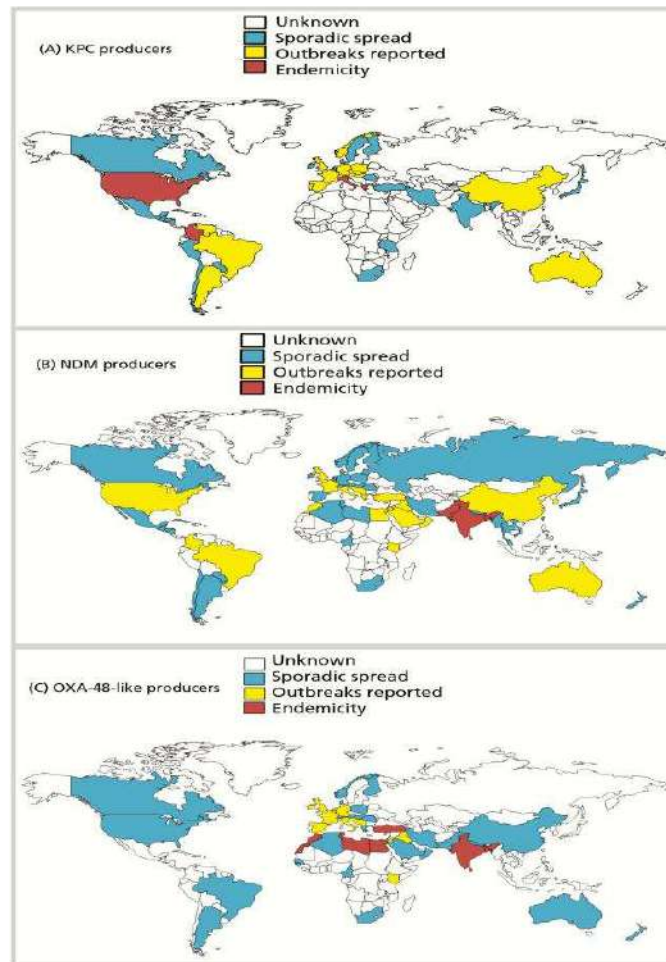 Unknown
(A) KPC producers
Sporadic spread
Outbreaks reported
Endemicity
Unknown
(B) NDM producers
Sporadic spread
Outbreaks reported
Endemicity
Unknown
(C) OXA-48-like producers
Sporadic spread
Outbreaks reported
Endemicity